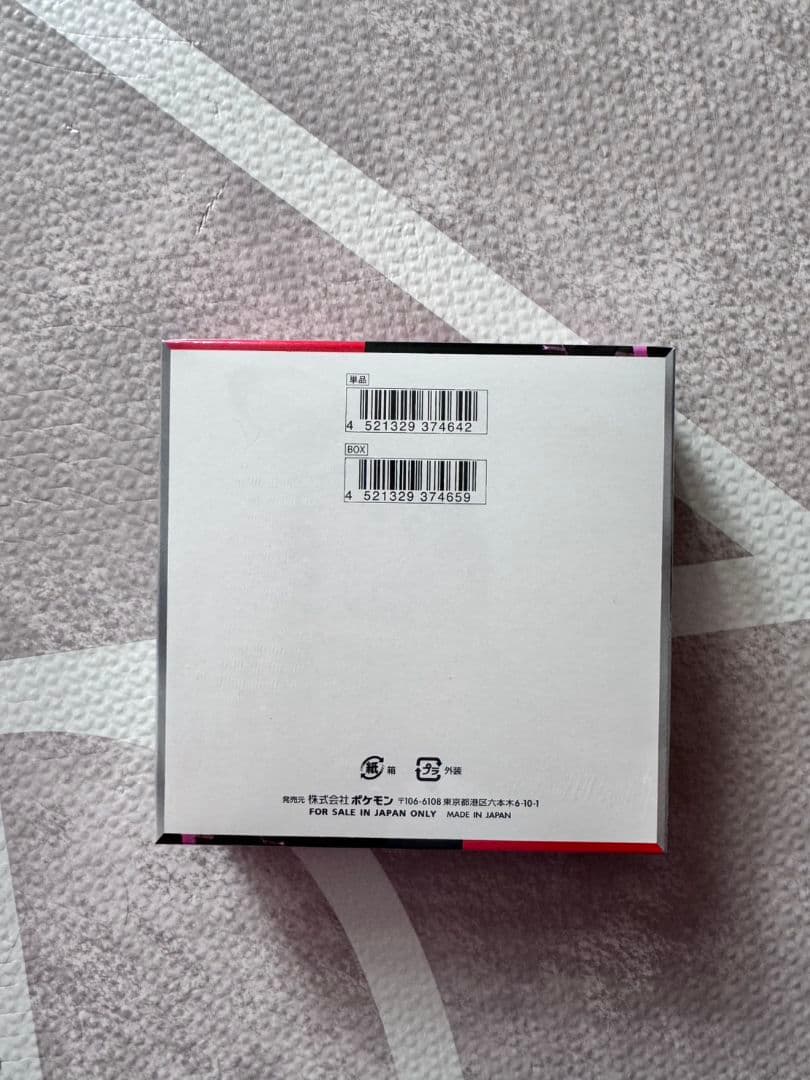 単品
4 521329 374642
BOX
4 521329 374659
紙 箱 プラ 外装
発売元 株式会社 ポケモン 〒106-6108 東京都港区六本木6-10-1
FOR SALE IN JAPAN ONLY MADE IN JAPAN